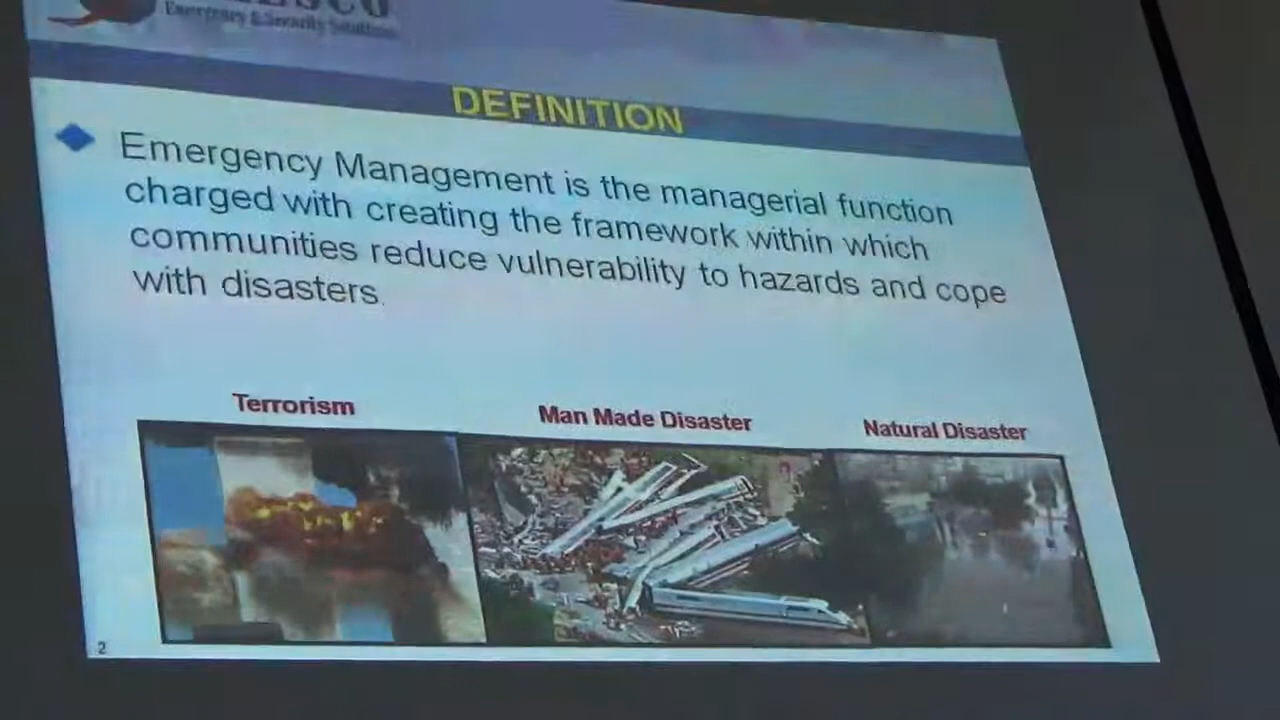 Emergency & Security Solutions
DEFINITION
Emergency Management is the managerial function
charged with creating the framework within which
communities reduce vulnerability to hazards and cope
with disasters.
Terrorism
Man Made Disaster
Natural Disaster
2